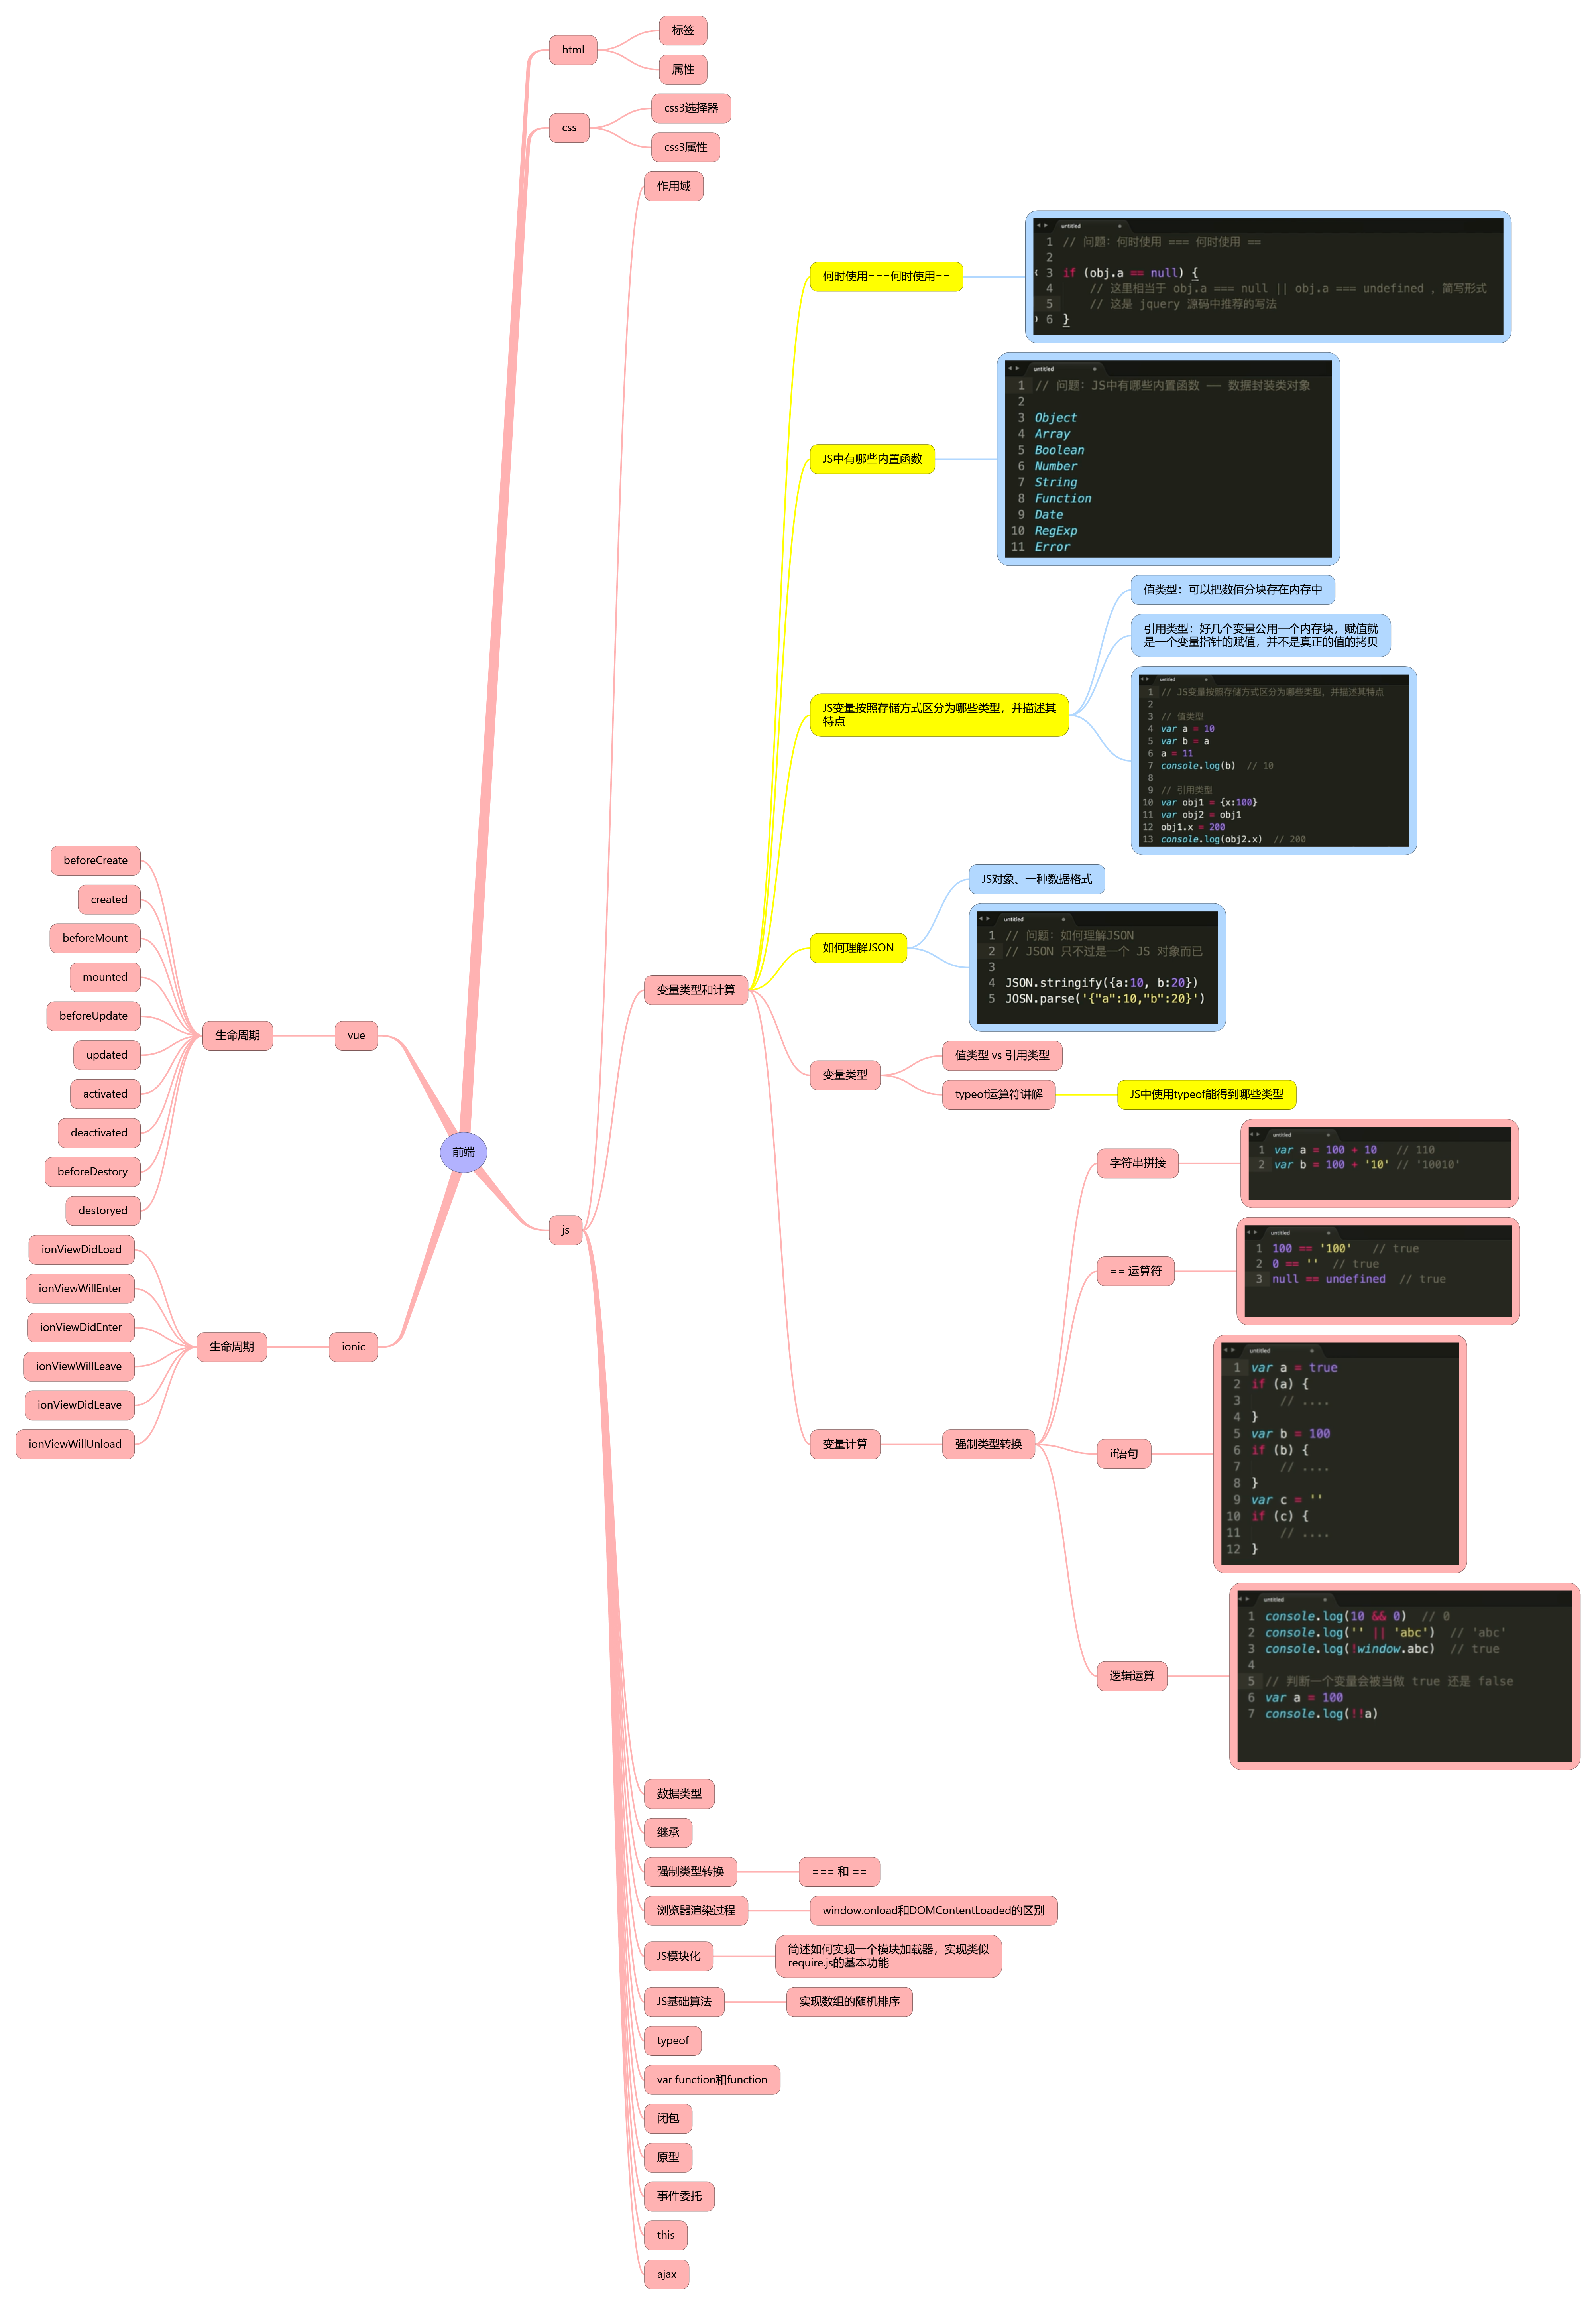 html
标签
属性
css
css3选择器
css3属性
作用域
何时使用===何时使用==
untitled
1 // 问题：何时使用 === 何时使用 ==
2
3 if (obj.a == null) {
4 // 这里相当于 obj.a === null || obj.a === undefined ，简写形式
5 // 这是 jquery 源码中推荐的写法
6 }
JS中有哪些内置函数
untitled
1 // 问题：JS中有哪些内置函数 —— 数据封装类对象
2
3 Object
4 Array
5 Boolean
6 Number
7 String
8 Function
9 Date
10 RegExp
11 Error
JS变量按照存储方式区分为哪些类型，并描述其
特点
值类型：可以把数值分块存在内存中
引用类型：好几个变量公用一个内存块，赋值就
是一个变量指针的赋值，并不是真正的值的拷贝
untitled
1 // JS变量按照存储方式区分为哪些类型，并描述其特点
2
3 // 值类型
4 var a = 10
5 var b = a
6 a = 11
7 console.log(b) // 10
8
9 // 引用类型
10 var obj1 = {x:100}
11 var obj2 = obj1
12 obj1.x = 200
13 console.log(obj2.x) // 200
如何理解JSON
JS对象、一种数据格式
untitled
1 // 问题：如何理解JSON
2 // JSON 只不过是一个 JS 对象而已
3
4 JSON.stringify({a:10, b:20})
5 JOSN.parse('{"a":10,"b":20}')
变量类型和计算
变量类型
值类型 vs 引用类型
typeof运算符讲解
JS中使用typeof能得到哪些类型
变量计算
强制类型转换
字符串拼接
untitled
1 var a = 100 + 10 // 110
2 var b = 100 + '10' // '10010'
== 运算符
untitled
1 100 == '100' // true
2 0 == '' // true
3 null == undefined // true
if语句
untitled
1 var a = true
2 if (a) {
3 // ....
4 }
5 var b = 100
6 if (b) {
7 // ....
8 }
9 var c = ''
10 if (c) {
11 // ....
12 }
逻辑运算
untitled
1 console.log(10 && 0) // 0
2 console.log('' || 'abc') // 'abc'
3 console.log(!window.abc) // true
4
5 // 判断一个变量会被当做 true 还是 false
6 var a = 100
7 console.log(!!a)
js
数据类型
继承
强制类型转换
=== 和 ==
浏览器渲染过程
window.onload和DOMContentLoaded的区别
JS模块化
简述如何实现一个模块加载器，实现类似
require.js的基本功能
JS基础算法
实现数组的随机排序
typeof
var function和function
闭包
原型
事件委托
this
ajax
前端
vue
生命周期
beforeCreate
created
beforeMount
mounted
beforeUpdate
updated
activated
deactivated
beforeDestory
destoryed
ionic
生命周期
ionViewDidLoad
ionViewWillEnter
ionViewDidEnter
ionViewWillLeave
ionViewDidLeave
ionViewWillUnload